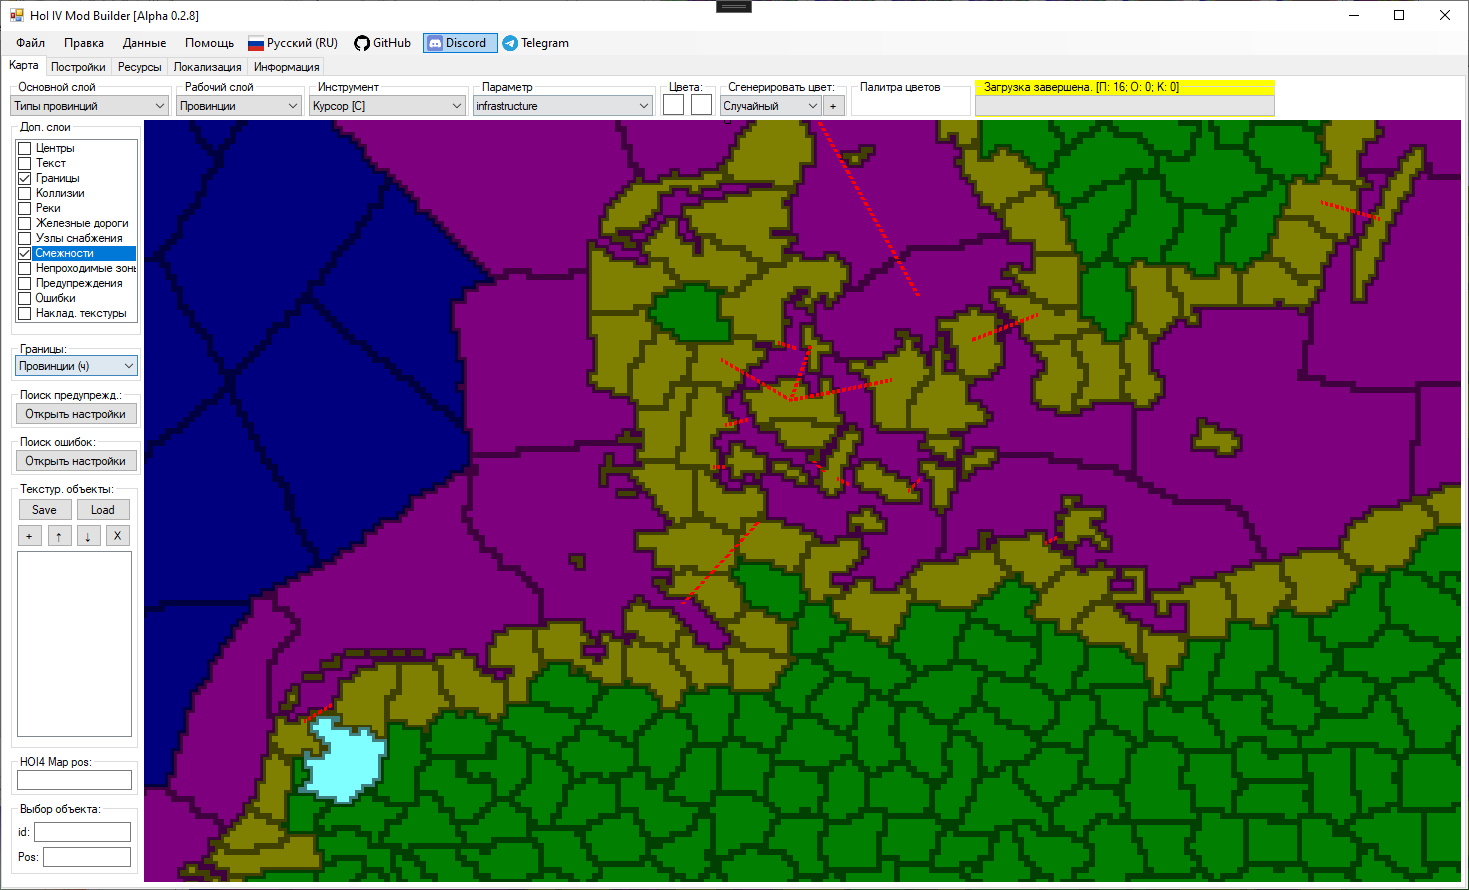 HoI IV Mod Builder [Alpha 0.2.8]
Файл Правка Данные Помощь Русский (RU) GitHub Discord Telegram
Карта Постройки Ресурсы Локализация Информация
Основной слой Рабочий слой Инструмент Параметр Цвета: Сгенерировать цвет: Палитра цветов Загрузка завершена. [П: 16; О: 0; К: 0]
Типы провинций Провинции Курсор [C] infrastructure Случайный +
Доп. слои
Центры
Текст
Границы
Коллизии
Реки
Железные дороги
Узлы снабжения
Смежности
Непроходимые зоны
Предупреждения
Ошибки
Наклад. текстуры
Границы:
Провинции (ч)
Поиск предупрежд.:
Открыть настройки
Поиск ошибок:
Открыть настройки
Текстур. объекты:
Save Load
+ ↑ ↓ X
HOI4 Map pos:
Выбор объекта:
id:
Pos: